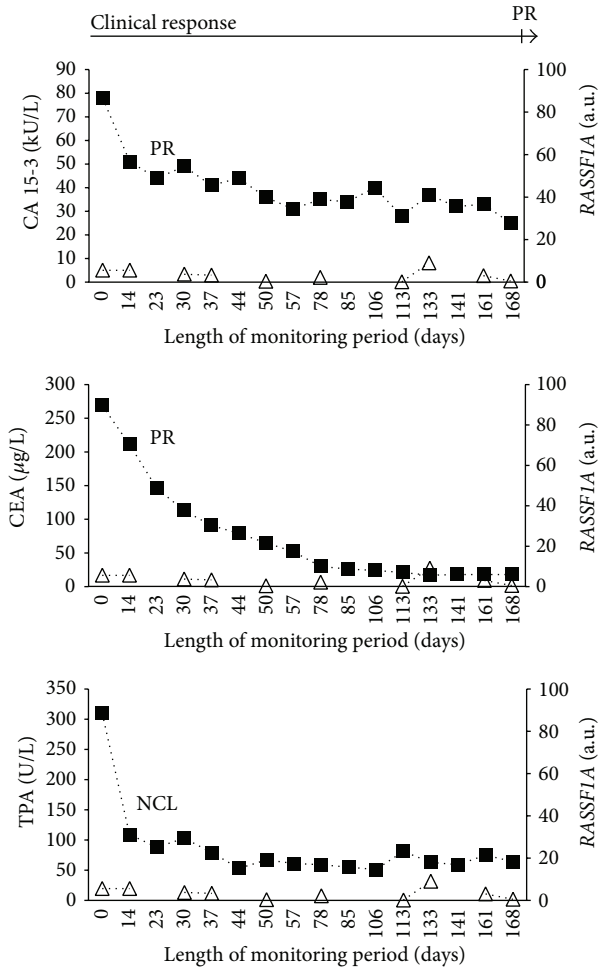 PR
Clinical response
90
80
70
60
50
40
30
20
10
0
CA 15-3 (kU/L)
PR
100
80
60
40
20
0
RASSF1A (a.u.)
0 14 23 30 37 44 50 57 78 85 106 113 133 141 161 168
Length of monitoring period (days)
300
250
200
150
100
50
0
CEA (µg/L)
PR
100
80
60
40
20
0
RASSF1A (a.u.)
0 14 23 30 37 44 50 57 78 85 106 113 133 141 161 168
Length of monitoring period (days)
350
300
250
200
150
100
50
0
TPA (U/L)
NCL
100
80
60
40
20
0
RASSF1A (a.u.)
0 14 23 30 37 44 50 57 78 85 106 113 133 141 161 168
Length of monitoring period (days)